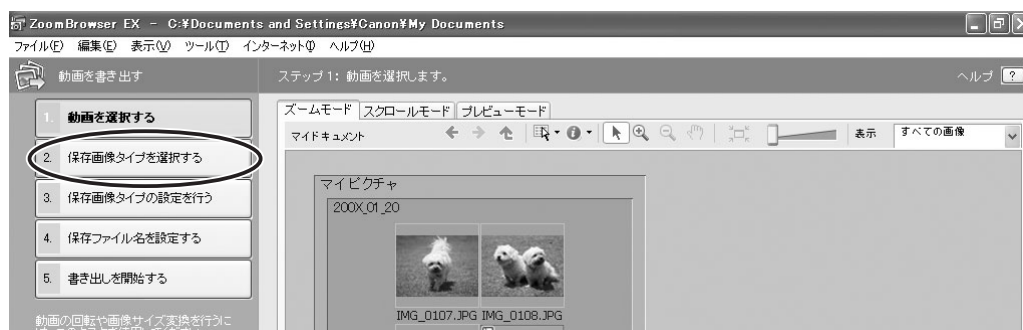 ZoomBrowser EX - C:¥Documents and Settings¥Canon¥My Documents
ファイル(F) 編集(E) 表示(V) ツール(T) インターネット(I) ヘルプ(H)
動画を書き出す
ステップ1: 動画を選択します。
ヘルプ ?
1. 動画を選択する
2. 保存画像タイプを選択する
3. 保存画像タイプの設定を行う
4. 保存ファイル名を設定する
5. 書き出しを開始する
動画の回転や画像サイズ変換を行うに
ズームモード スクロールモード プレビューモード
マイドキュメント
表示 すべての画像
マイピクチャ
200X_01_20
IMG_0107.JPG IMG_0108.JPG